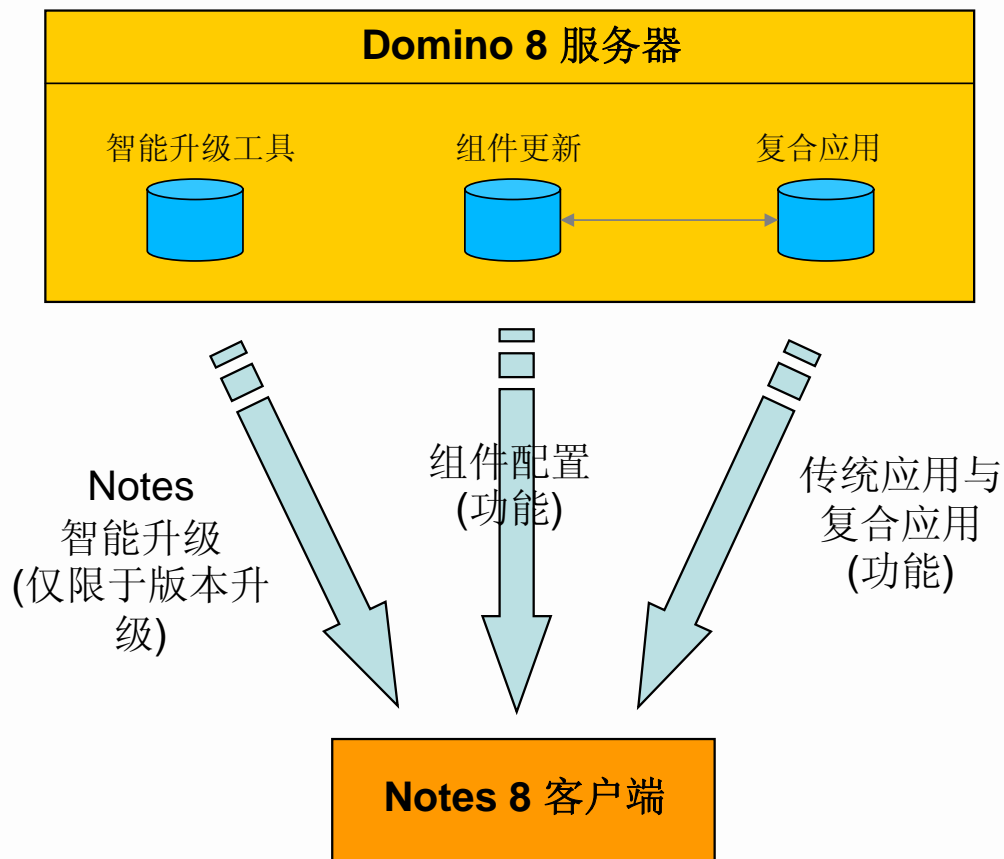 Domino 8 服务器
智能升级工具
组件更新
复合应用
Notes
智能升级
(仅限于版本升
级)
组件配置
(功能)
传统应用与
复合应用
(功能)
Notes 8 客户端